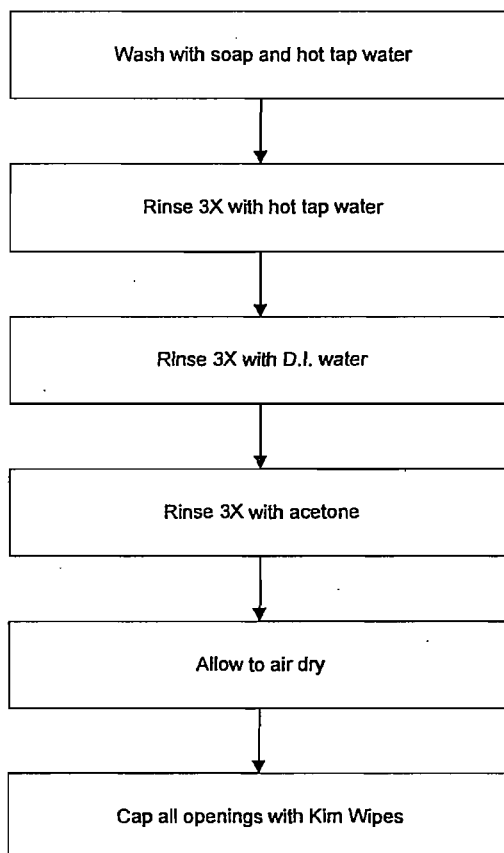 Wash with soap and hot tap water
Rinse 3X with hot tap water
Rinse 3X with D.I. water
Rinse 3X with acetone
Allow to air dry
Cap all openings with Kim Wipes